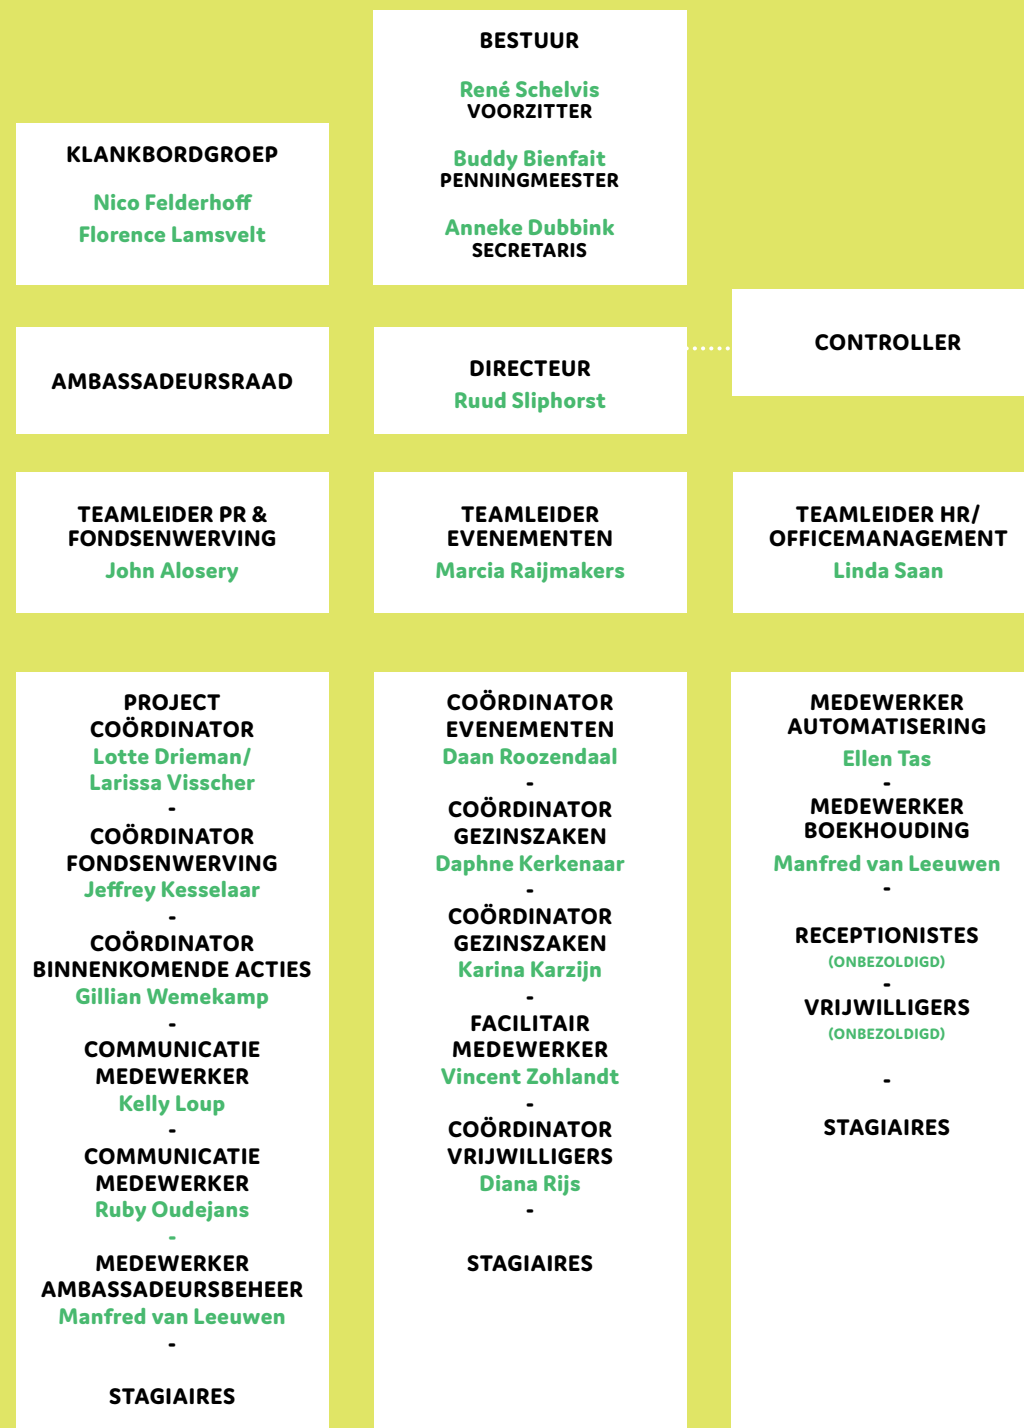 BESTUUR
René Schelvis
VOORZITTER
Buddy Bienfait
PENNINGMEESTER
Anneke Dubbink
SECRETARIS
KLANKBORDGROEP
Nico Felderhoff
Florence Lamsvelt
CONTROLLER
AMBASSADEURSRAAD
DIRECTEUR
Ruud Sliphorst
TEAMLEIDER PR &
FONDSENWERVING
John Alosery
TEAMLEIDER
EVENEMENTEN
Marcia Raijmakers
TEAMLEIDER HR/
OFFICEMANAGEMENT
Linda Saan
PROJECT
COÖRDINATOR
Lotte Drieman/
Larissa Visscher
-
COÖRDINATOR
FONDSENWERVING
Jeffrey Kesselaar
-
COÖRDINATOR
BINNENKOMENDE ACTIES
Gillian Wemekamp
-
COMMUNICATIE
MEDEWERKER
Kelly Loup
-
COMMUNICATIE
MEDEWERKER
Ruby Oudejans
-
MEDEWERKER
AMBASSADEURSBEHEER
Manfred van Leeuwen
-
STAGIAIRES
COÖRDINATOR
EVENEMENTEN
Daan Roozendaal
-
COÖRDINATOR
GEZINSZAKEN
Daphne Kerkenaar
-
COÖRDINATOR
GEZINSZAKEN
Karina Karzijn
-
FACILITAIR
MEDEWERKER
Vincent Zohlandt
-
COÖRDINATOR
VRIJWILLIGERS
Diana Rijs
-
STAGIAIRES
MEDEWERKER
AUTOMATISERING
Ellen Tas
-
MEDEWERKER
BOEKHOUDING
Manfred van Leeuwen
-
RECEPTIONISTES
(ONBEZOLDIGD)
-
VRIJWILLIGERS
(ONBEZOLDIGD)
-
STAGIAIRES